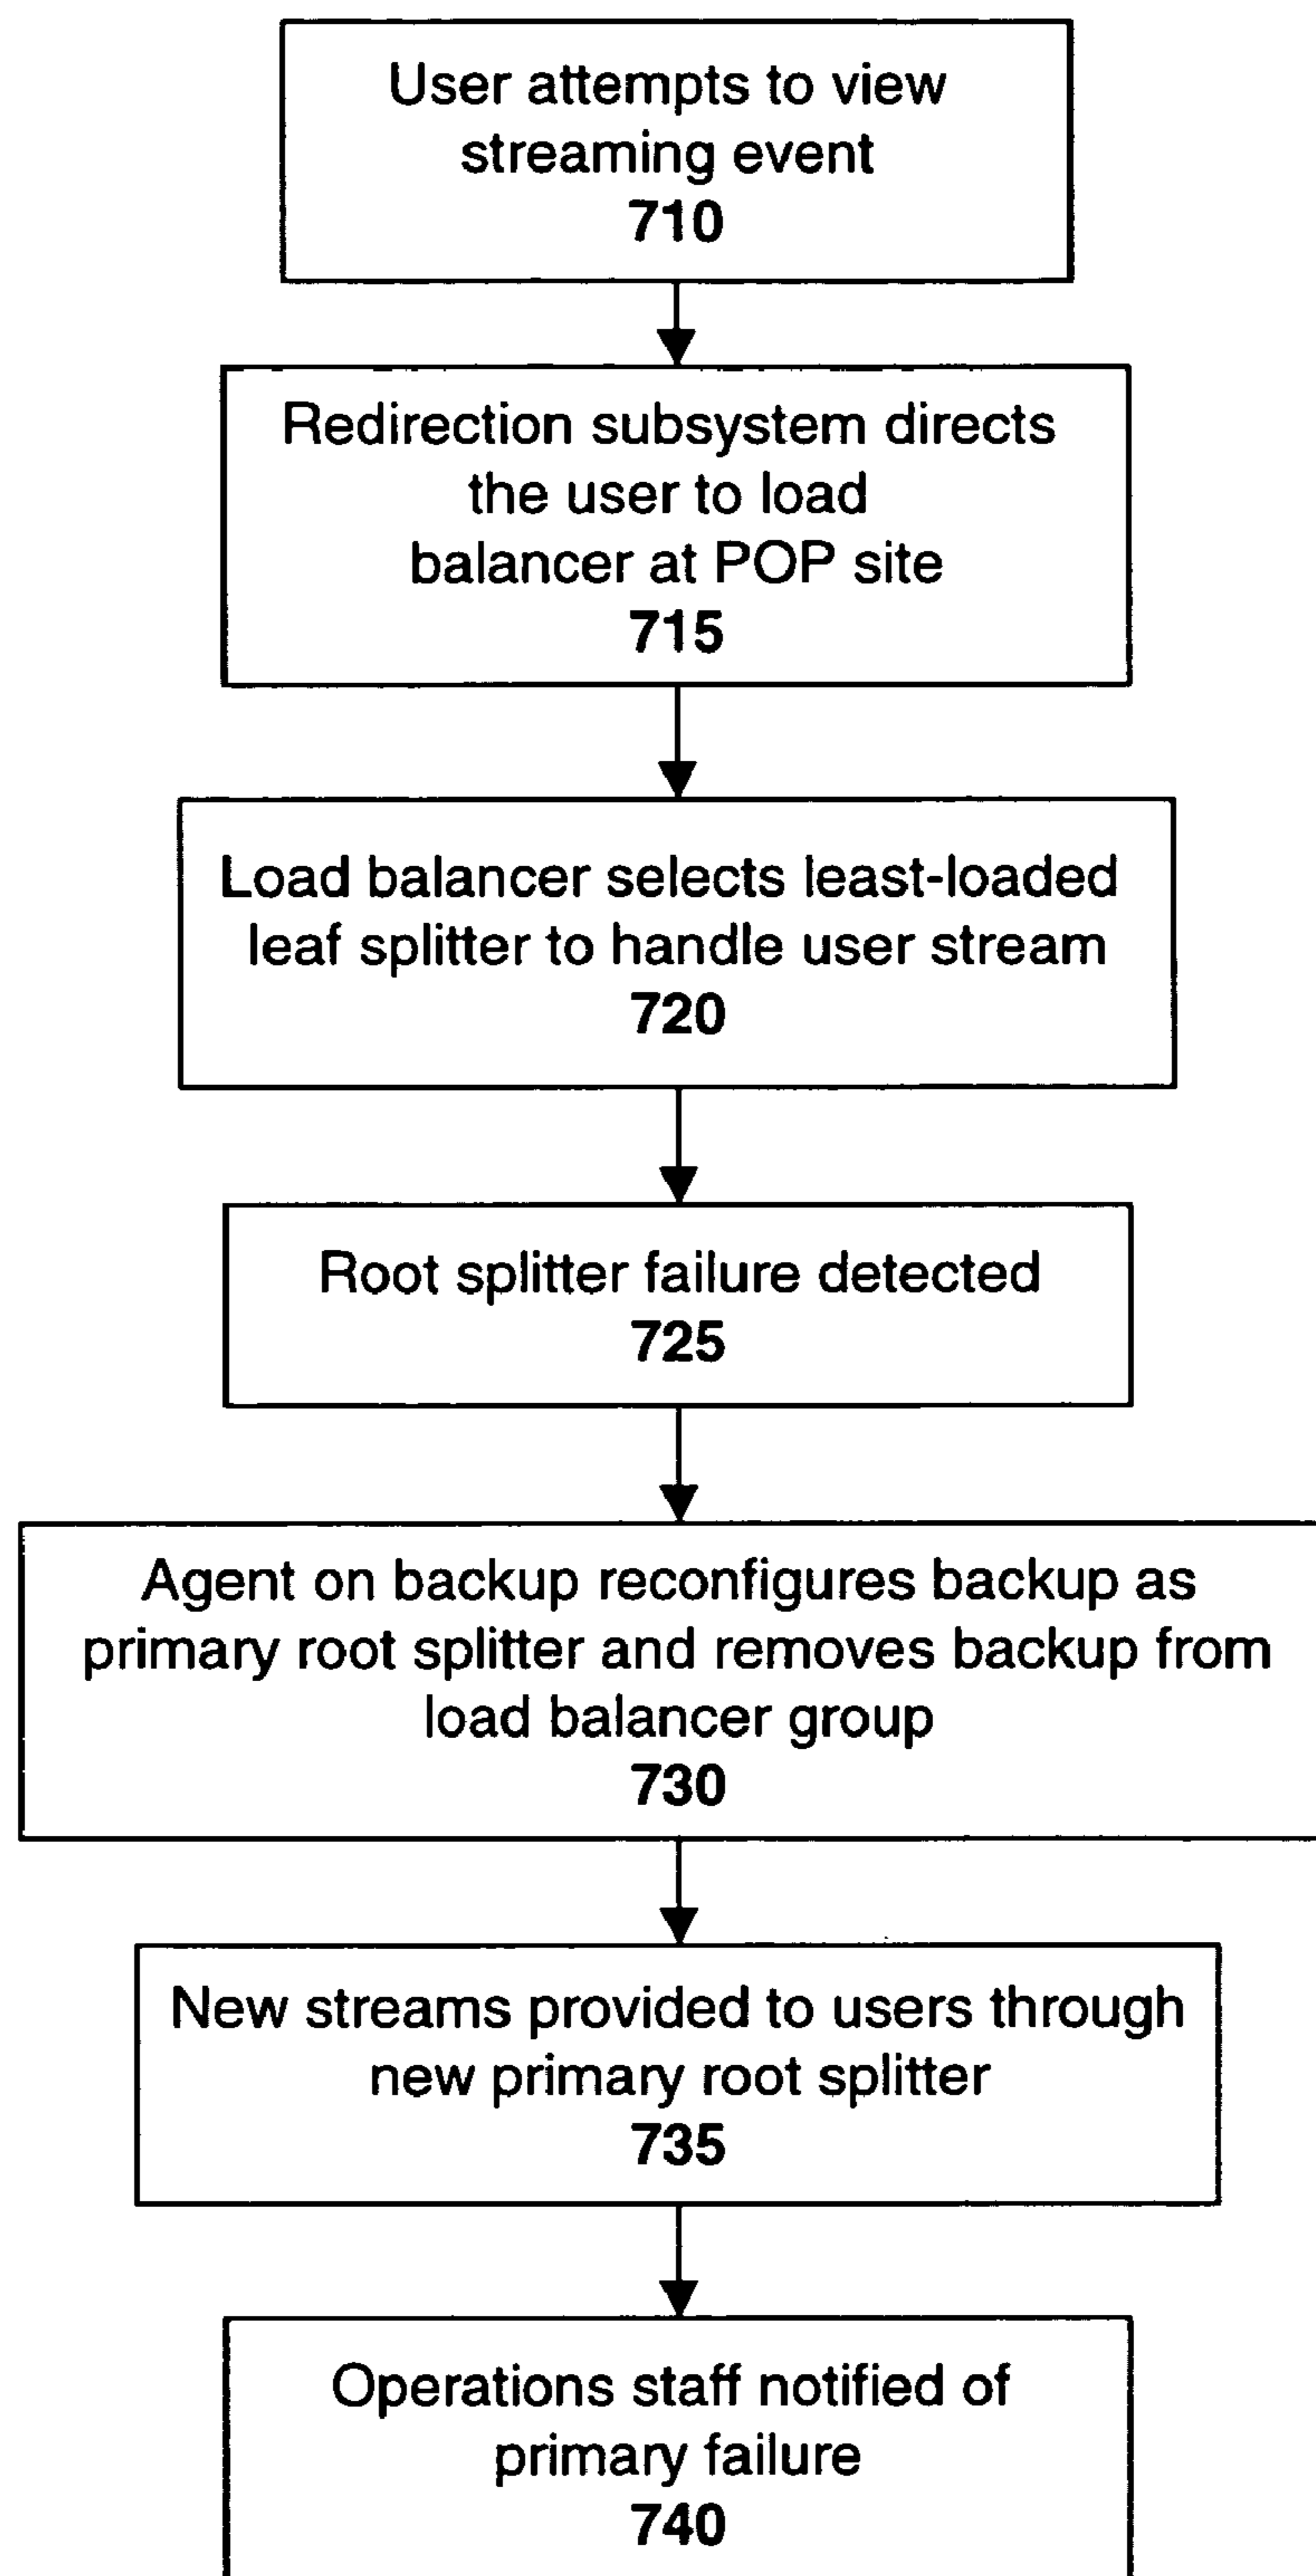 User attempts to view
streaming event
710
Redirection subsystem directs
the user to load
balancer at POP site
715
Load balancer selects least-loaded
leaf splitter to handle user stream
720
Root splitter failure detected
725
Agent on backup reconfigures backup as
primary root splitter and removes backup from
load balancer group
730
New streams provided to users through
new primary root splitter
735
Operations staff notified of
primary failure
740